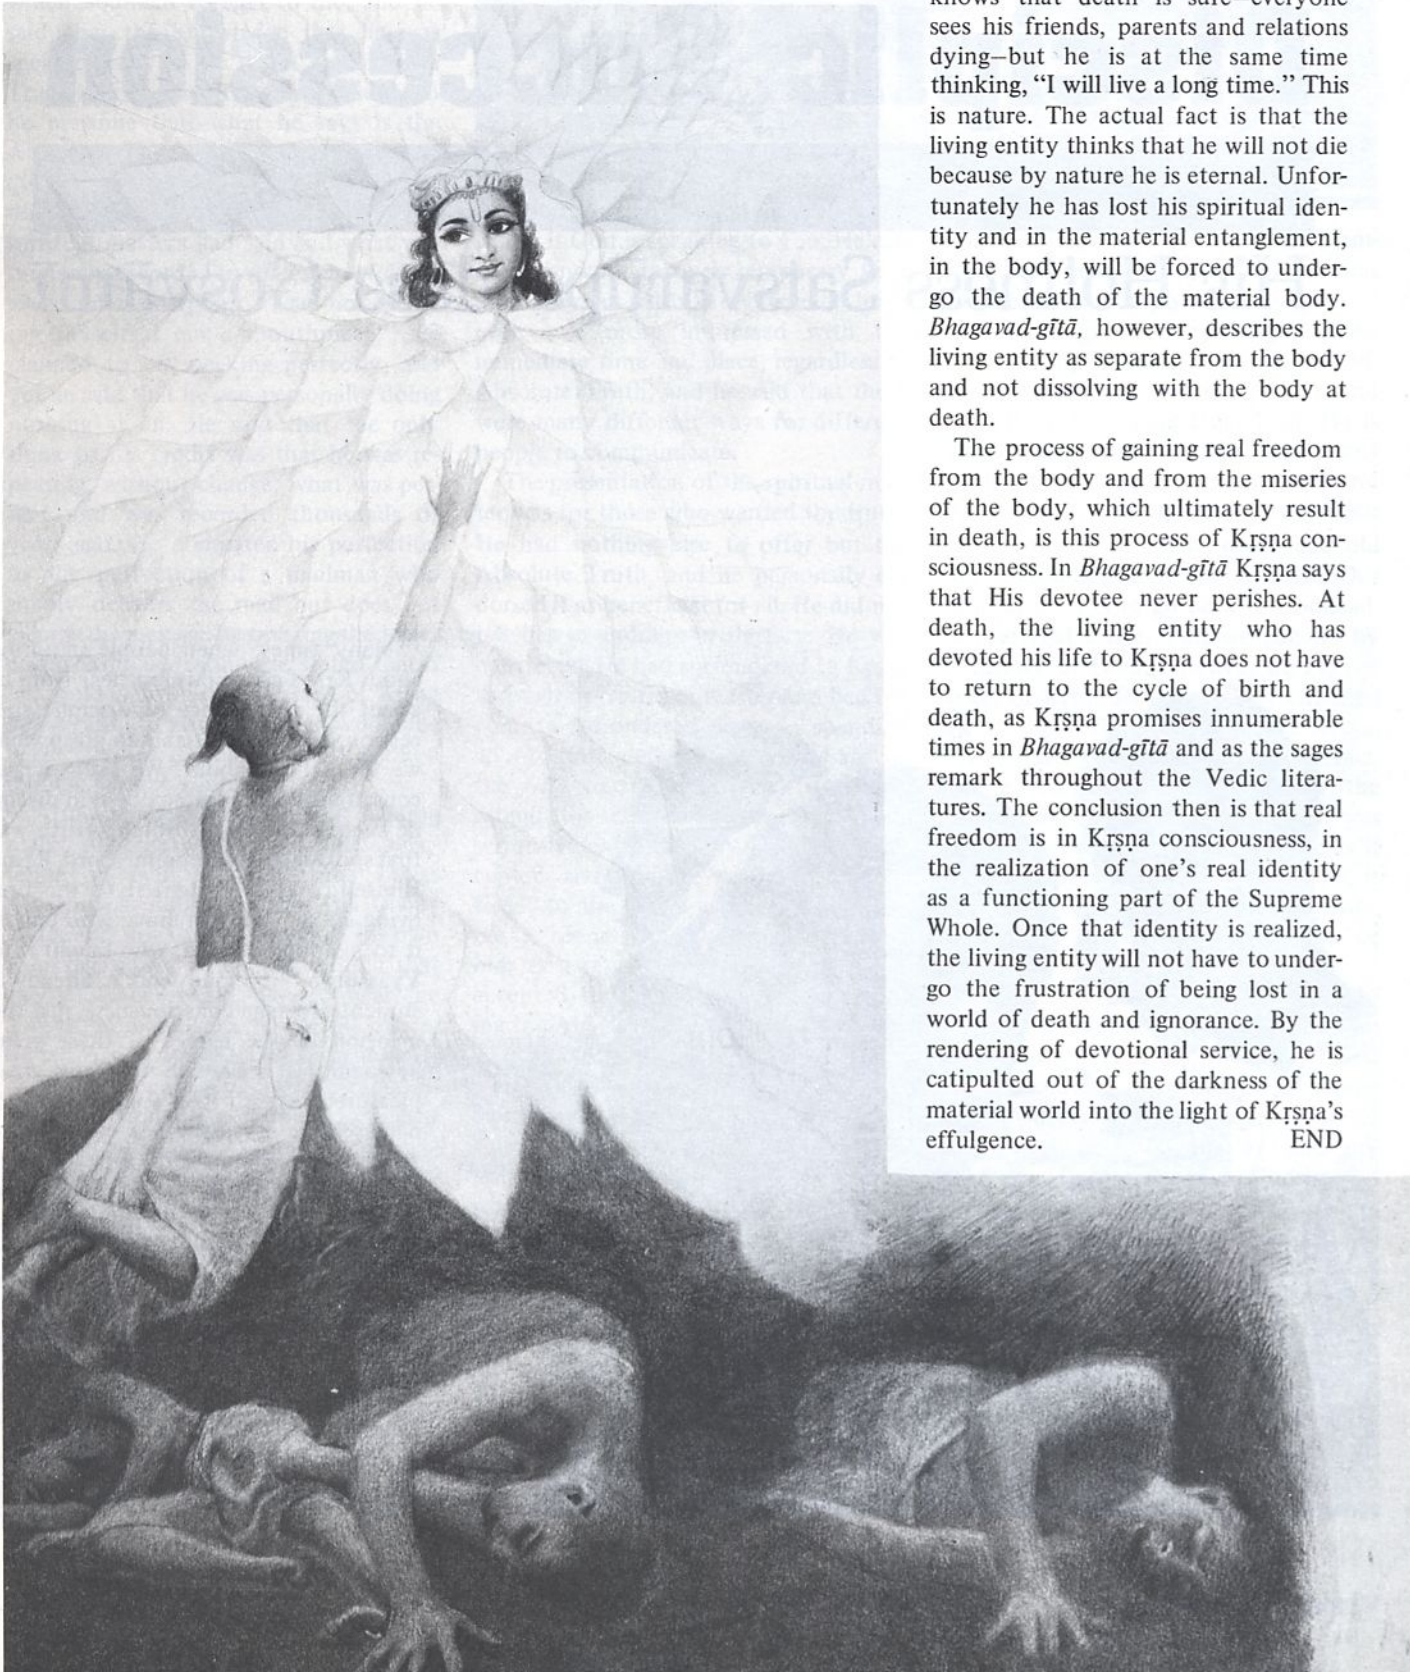 knows that death is sure—everyone
sees his friends, parents and relations
dying—but he is at the same time
thinking, “I will live a long time.” This
is nature. The actual fact is that the
living entity thinks that he will not die
because by nature he is eternal. Unfor-
tunately he has lost his spiritual iden-
tity and in the material entanglement,
in the body, will be forced to under-
go the death of the material body.
Bhagavad-gītā, however, describes the
living entity as separate from the body
and not dissolving with the body at
death.
The process of gaining real freedom
from the body and from the miseries
of the body, which ultimately result
in death, is this process of Kṛṣṇa con-
sciousness. In Bhagavad-gītā Kṛṣṇa says
that His devotee never perishes. At
death, the living entity who has
devoted his life to Kṛṣṇa does not have
to return to the cycle of birth and
death, as Kṛṣṇa promises innumerable
times in Bhagavad-gītā and as the sages
remark throughout the Vedic litera-
tures. The conclusion then is that real
freedom is in Kṛṣṇa consciousness, in
the realization of one’s real identity
as a functioning part of the Supreme
Whole. Once that identity is realized,
the living entity will not have to under-
go the frustration of being lost in a
world of death and ignorance. By the
rendering of devotional service, he is
catipulted out of the darkness of the
material world into the light of Kṛṣṇa’s
effulgence. END